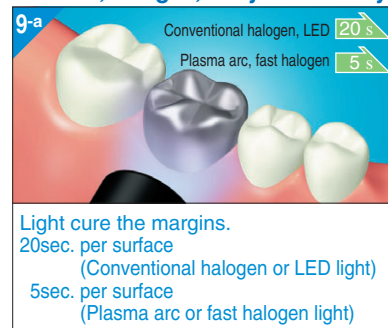 9-a
Conventional halogen, LED 20 s
Plasma arc, fast halogen 5 s
Light cure the margins.
20sec. per surface
(Conventional halogen or LED light)
5sec. per surface
(Plasma arc or fast halogen light)